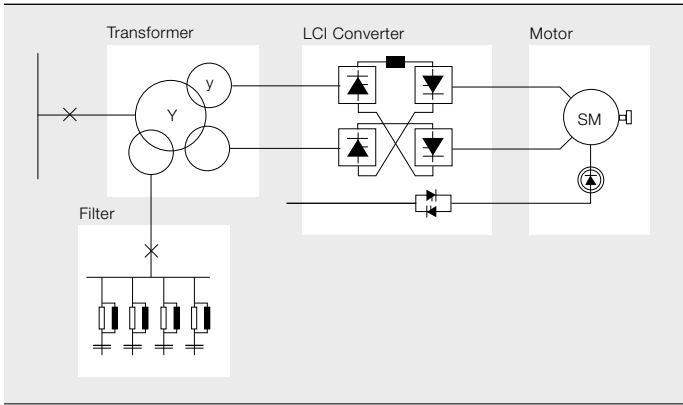 Transformer
LCI Converter
Motor
y
Y
SM
Filter